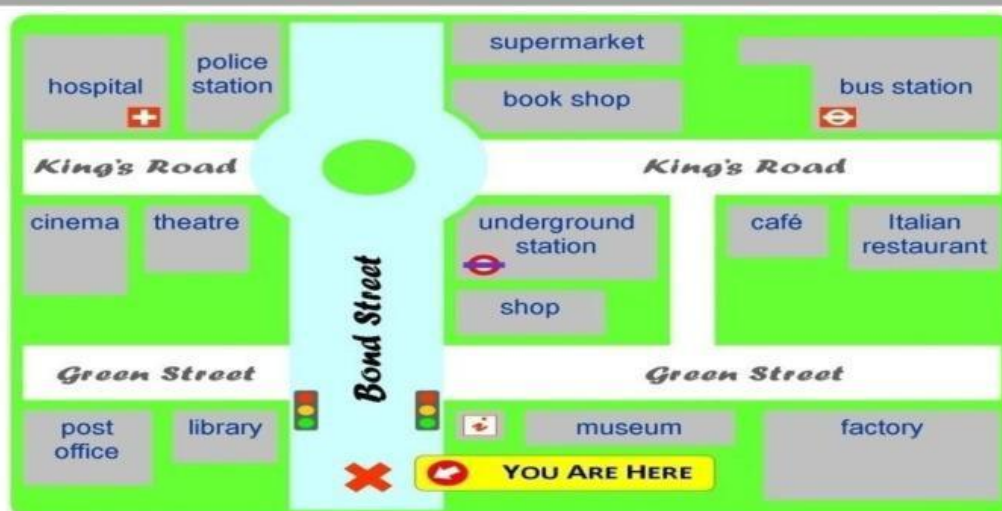 supermarket
police
station
hospital
bus station
book shop
King's Road
King's Road
cinema
theatre
underground
station
café
Italian
restaurant
shop
Bond Street
Green Street
Green Street
post
office
library
i
museum
factory
YOU ARE HERE